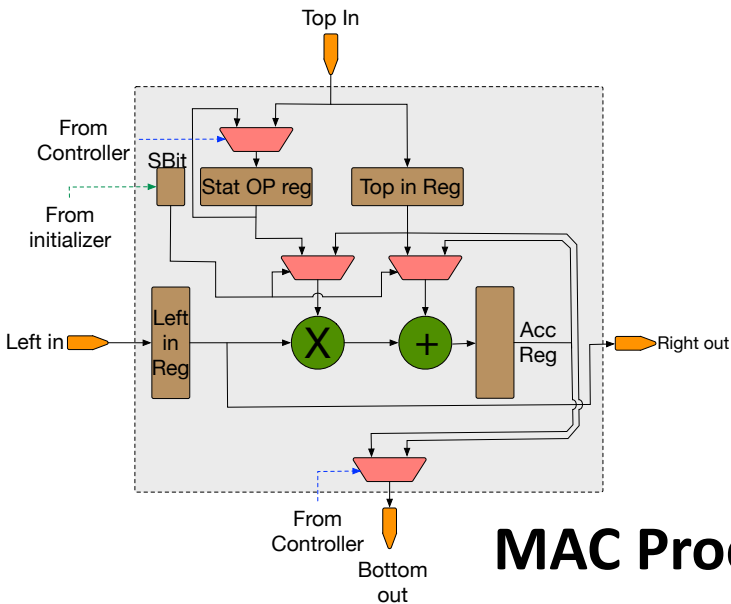 Top In
From
Controller
SBit
Stat OP reg
Top in Reg
From
initializer
Left in
Left
in
Reg
X
+
Acc
Reg
Right out
From
Controller
Bottom
out
MAC Proc